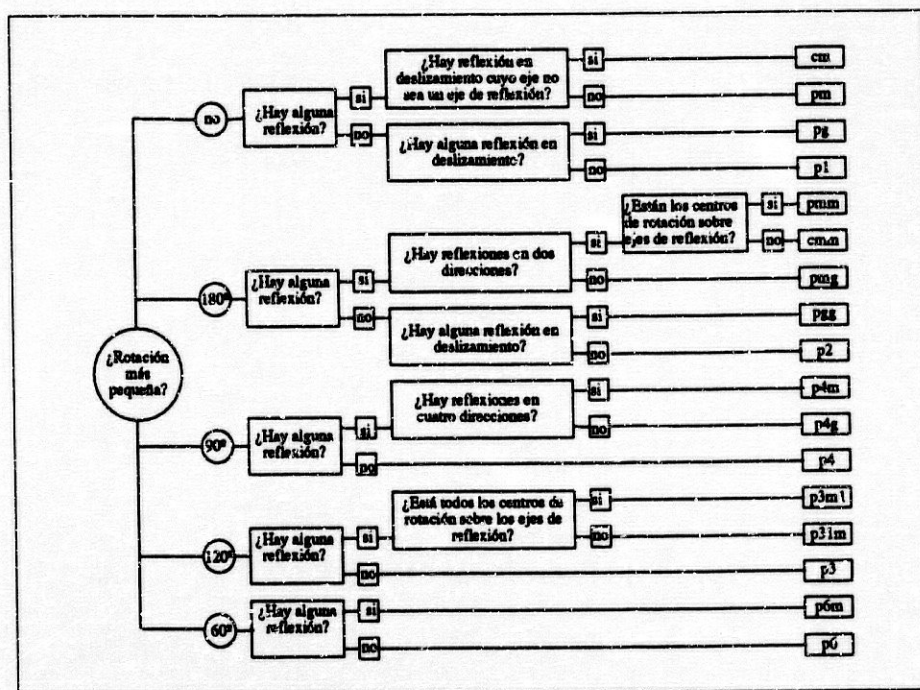 ¿Rotación
más
pequeña?
no
¿Hay alguna
reflexión?
si
¿Hay reflexión en
deslizamiento cuyo eje no
sea un eje de reflexión?
si
cm
no
pm
no
¿Hay alguna reflexión en
deslizamiento?
si
pg
no
p1
180º
¿Hay alguna
reflexión?
si
¿Hay reflexiones en dos
direcciones?
si
¿Están los centros
de rotación sobre
ejes de reflexión?
si
pmm
no
cmm
no
pmg
no
¿Hay alguna reflexión en
deslizamiento?
si
pgg
no
p2
90º
¿Hay alguna
reflexión?
si
¿Hay reflexiones en
cuatro direcciones?
si
p4m
no
p4g
no
p4
120º
¿Hay alguna
reflexión?
si
¿Está todos los centros de
rotación sobre los ejes de
reflexión?
si
p3m1
no
p31m
no
p3
60º
¿Hay alguna
reflexión?
si
p6m
no
p6